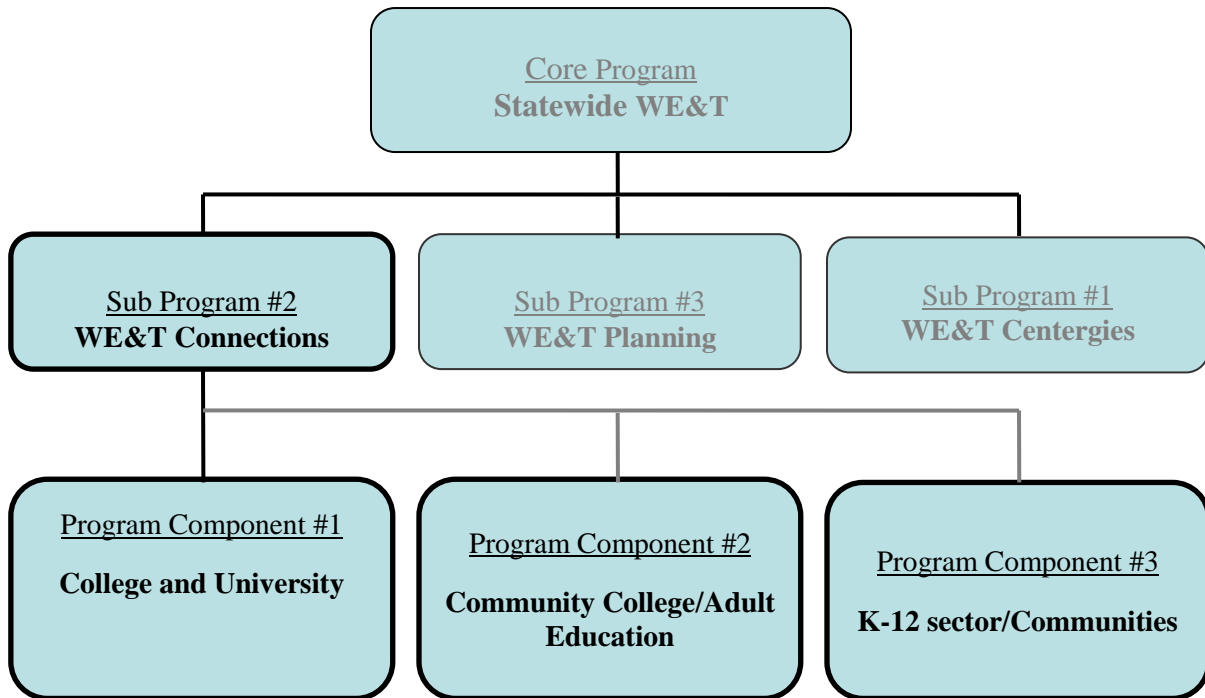 Core Program
Statewide WE&T
Sub Program #2
WE&T Connections
Sub Program #3
WE&T Planning
Sub Program #1
WE&T Centergies
Program Component #1
College and University
Program Component #2
Community College/Adult
Education
Program Component #3
K-12 sector/Communities